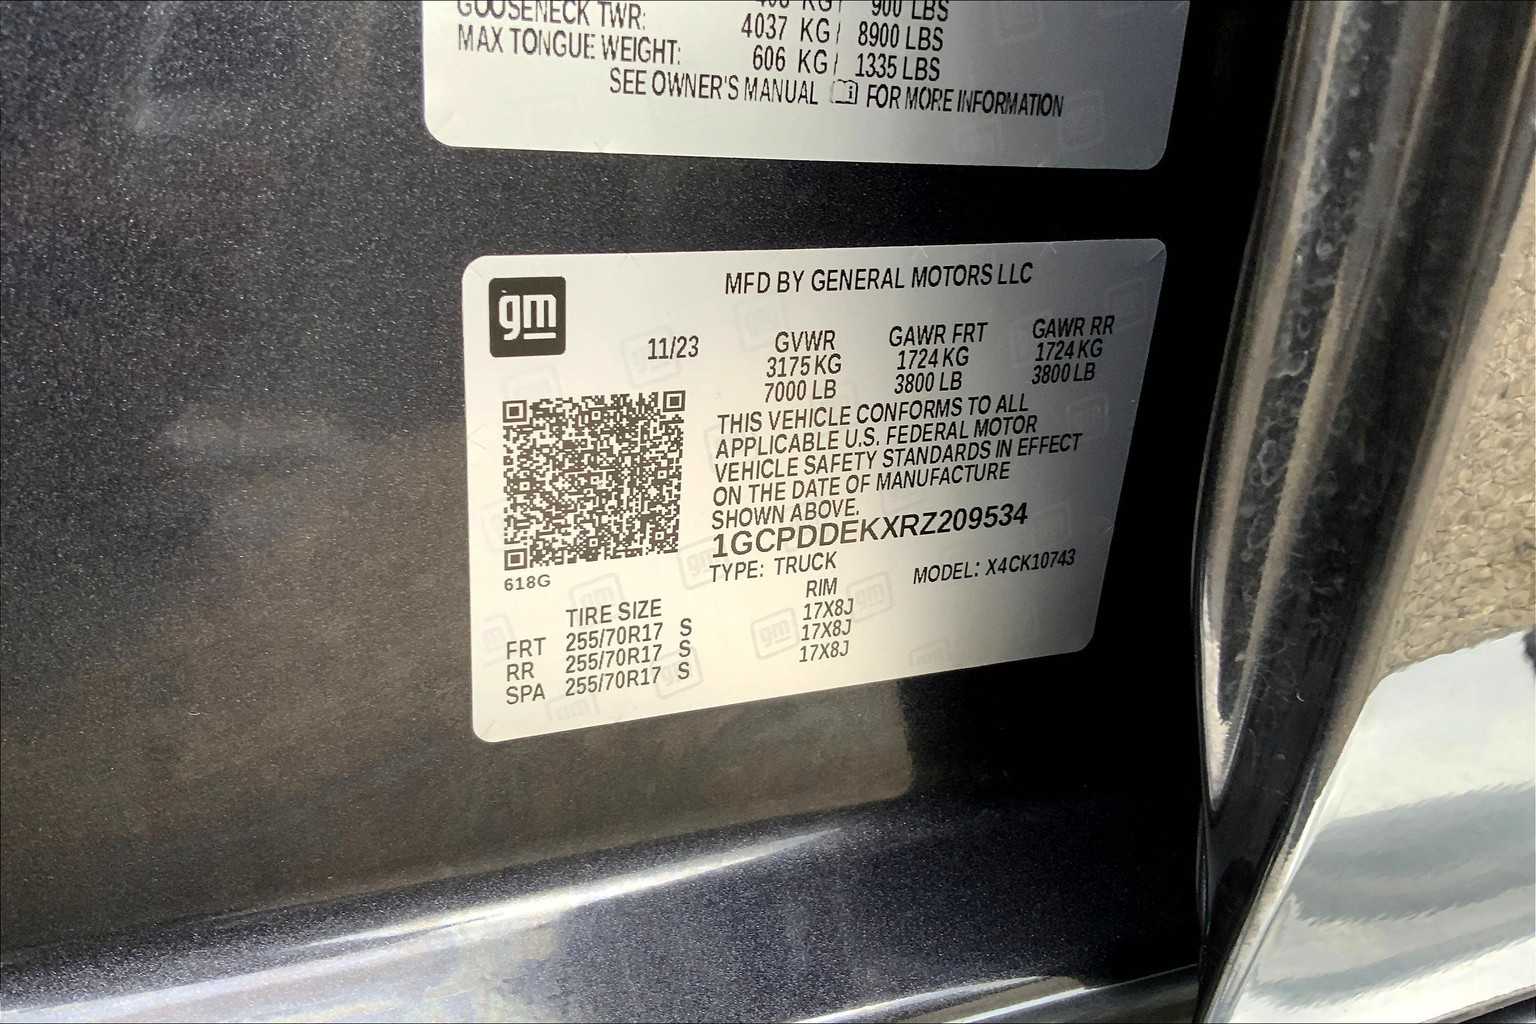 GOOSENECK TWR: 4037 KG/ 8900 LBS
MAX TONGUE WEIGHT: 606 KG/ 1335 LBS
SEE OWNER'S MANUAL FOR MORE INFORMATION
gm
MFD BY GENERAL MOTORS LLC
11/23
GVWR GAWR FRT GAWR RR
3175 KG 1724 KG 1724 KG
7000 LB 3800 LB 3800 LB
THIS VEHICLE CONFORMS TO ALL
APPLICABLE U.S. FEDERAL MOTOR
VEHICLE SAFETY STANDARDS IN EFFECT
ON THE DATE OF MANUFACTURE
SHOWN ABOVE.
1GCPDDEKXRZ209534
TYPE: TRUCK MODEL: X4CK10743
618G
TIRE SIZE RIM
FRT 255/70R17 S 17X8J
RR 255/70R17 S 17X8J
SPA 255/70R17 S 17X8J